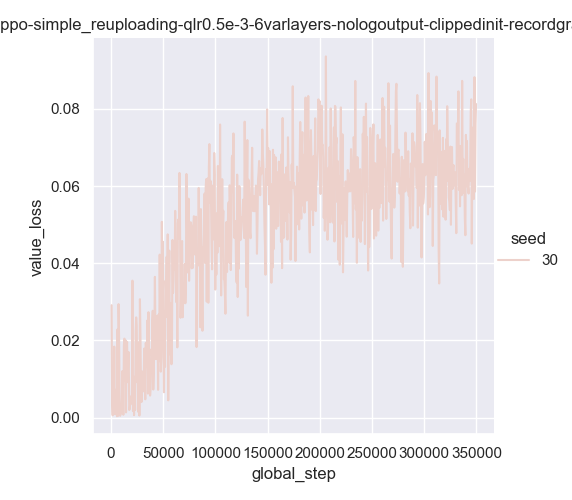 ppo-simple_reuploading-qlr0.5e-3-6varlayers-nologoutput-clippedinit-recordgra
0.08
0.06
0.04
0.02
0.00
value_loss
0 50000 100000 150000 200000 250000 300000 350000
global_step
seed
30